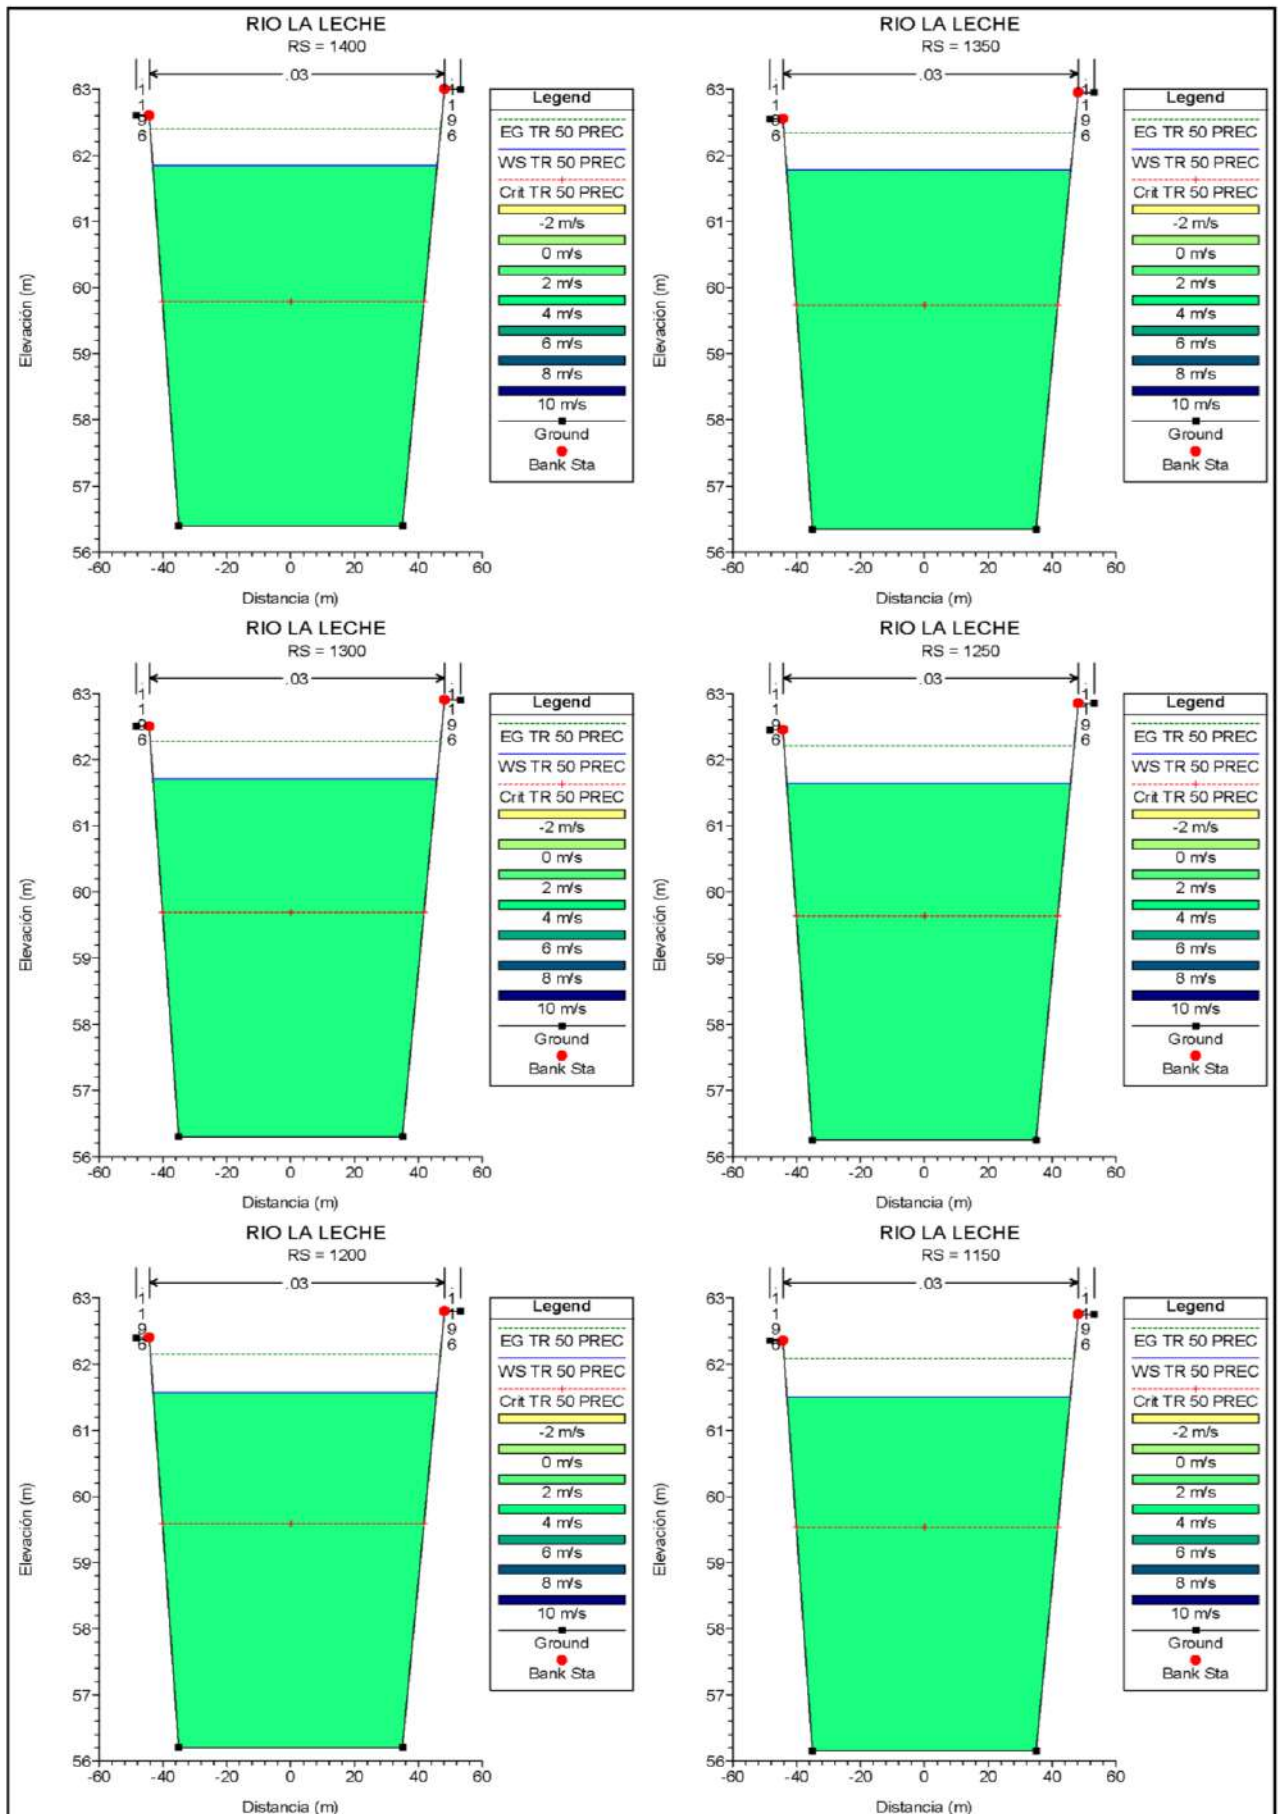 RIO LA LECHE
RS = 1400
.03
.1196
.1196
63
62
61
60
59
58
57
56
-60
-40
-20
0
20
40
60
Elevación (m)
Distancia (m)
Legend
EG TR 50 PREC
WS TR 50 PREC
Crit TR 50 PREC
-2 m/s
0 m/s
2 m/s
4 m/s
6 m/s
8 m/s
10 m/s
Ground
Bank Sta
RIO LA LECHE
RS = 1350
.03
.1196
.1196
63
62
61
60
59
58
57
56
-60
-40
-20
0
20
40
60
Elevación (m)
Distancia (m)
Legend
EG TR 50 PREC
WS TR 50 PREC
Crit TR 50 PREC
-2 m/s
0 m/s
2 m/s
4 m/s
6 m/s
8 m/s
10 m/s
Ground
Bank Sta
RIO LA LECHE
RS = 1300
.03
.1196
.1196
63
62
61
60
59
58
57
56
-60
-40
-20
0
20
40
60
Elevación (m)
Distancia (m)
Legend
EG TR 50 PREC
WS TR 50 PREC
Crit TR 50 PREC
-2 m/s
0 m/s
2 m/s
4 m/s
6 m/s
8 m/s
10 m/s
Ground
Bank Sta
RIO LA LECHE
RS = 1250
.03
.1196
.1196
63
62
61
60
59
58
57
56
-60
-40
-20
0
20
40
60
Elevación (m)
Distancia (m)
Legend
EG TR 50 PREC
WS TR 50 PREC
Crit TR 50 PREC
-2 m/s
0 m/s
2 m/s
4 m/s
6 m/s
8 m/s
10 m/s
Ground
Bank Sta
RIO LA LECHE
RS = 1200
.03
.1196
.1196
63
62
61
60
59
58
57
56
-60
-40
-20
0
20
40
60
Elevación (m)
Distancia (m)
Legend
EG TR 50 PREC
WS TR 50 PREC
Crit TR 50 PREC
-2 m/s
0 m/s
2 m/s
4 m/s
6 m/s
8 m/s
10 m/s
Ground
Bank Sta
RIO LA LECHE
RS = 1150
.03
.1196
.1196
63
62
61
60
59
58
57
56
-60
-40
-20
0
20
40
60
Elevación (m)
Distancia (m)
Legend
EG TR 50 PREC
WS TR 50 PREC
Crit TR 50 PREC
-2 m/s
0 m/s
2 m/s
4 m/s
6 m/s
8 m/s
10 m/s
Ground
Bank Sta